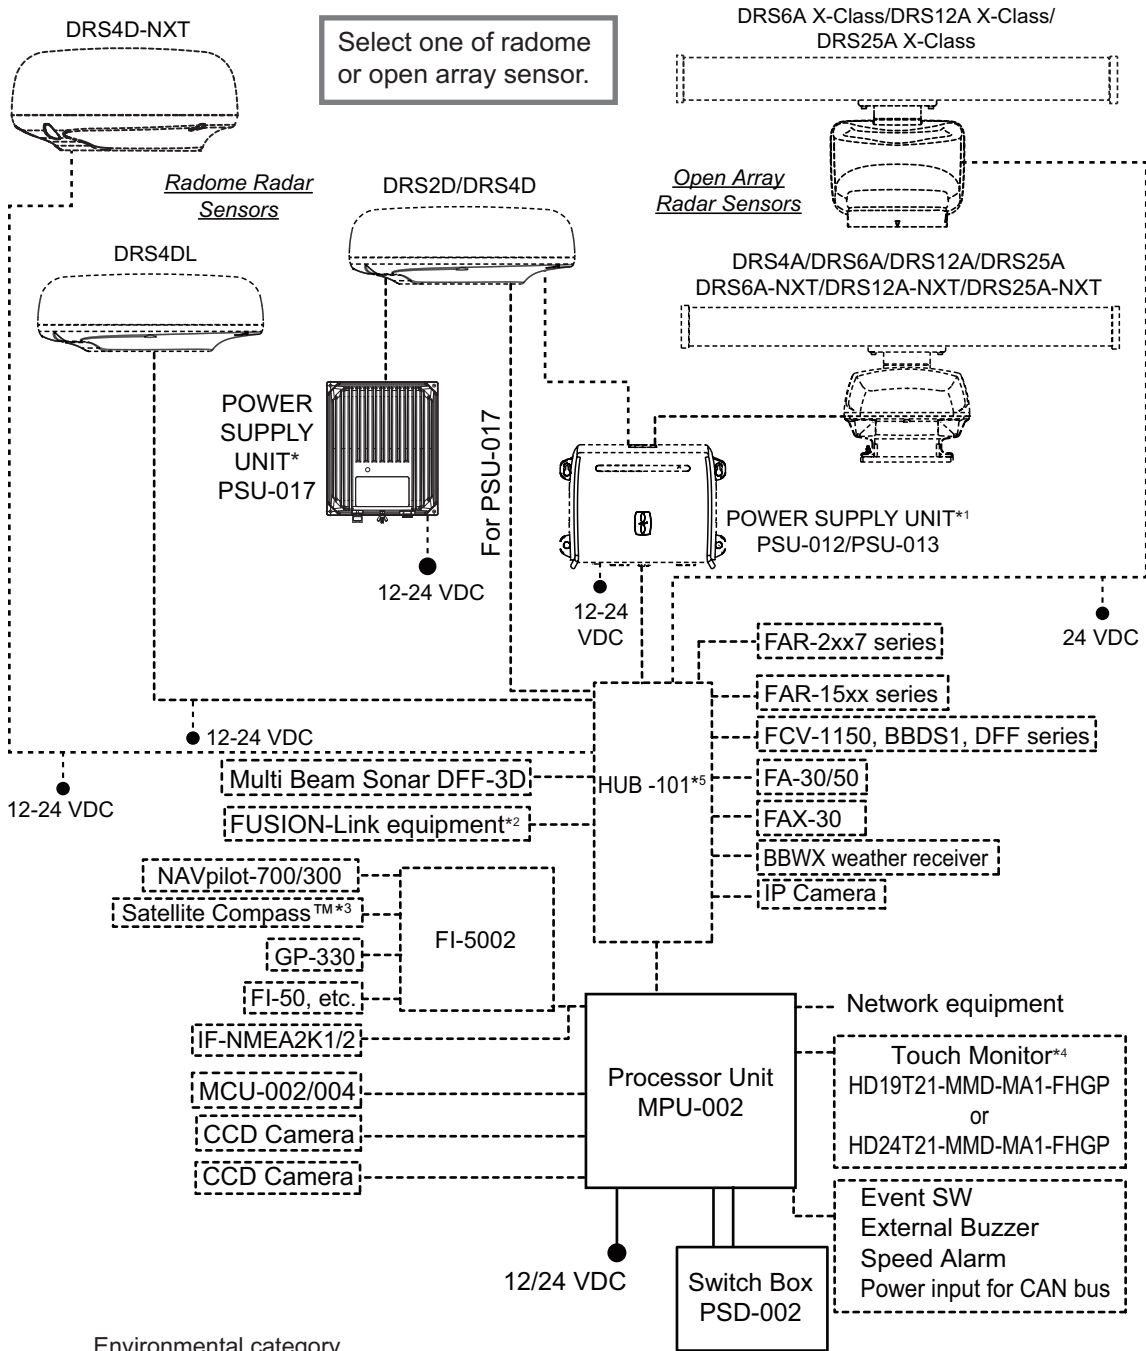 DRS4D-NXT
Select one of radome
or open array sensor.
DRS6A X-Class/DRS12A X-Class/
DRS25A X-Class
Radome Radar
Sensors
DRS2D/DRS4D
Open Array
Radar Sensors
DRS4DL
DRS4A/DRS6A/DRS12A/DRS25A
DRS6A-NXT/DRS12A-NXT/DRS25A-NXT
POWER
SUPPLY
UNIT*
PSU-017
For PSU-017
POWER SUPPLY UNIT*1
PSU-012/PSU-013
12-24 VDC
12-24
VDC
24 VDC
FAR-2xx7 series
FAR-15xx series
12-24 VDC
FCV-1150, BBDS1, DFF series
Multi Beam Sonar DFF-3D
HUB -101*5
FA-30/50
12-24 VDC
FUSION-Link equipment*2
FAX-30
BBWX weather receiver
NAVpilot-700/300
IP Camera
Satellite Compass™*3
FI-5002
GP-330
FI-50, etc.
Network equipment
IF-NMEA2K1/2
Touch Monitor*4
HD19T21-MMD-MA1-FHGP
or
HD24T21-MMD-MA1-FHGP
Processor Unit
MPU-002
MCU-002/004
CCD Camera
CCD Camera
Event SW
External Buzzer
Speed Alarm
Power input for CAN bus
12/24 VDC
Switch Box
PSD-002
Environmental category